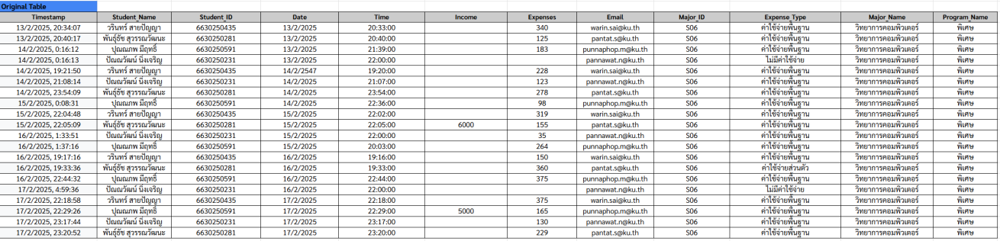 Original Table
Timestamp Student_Name Student_ID Date Time Income Expenses Email Major_ID Expense_Type Major_Name Program_Name
13/2/2025, 20:34:07 วรินทร์ สายปัญญา 6630250435 13/2/2025 20:33:00 340 warin.sai@ku.th S06 ค่าใช้จ่ายพื้นฐาน วิทยาการคอมพิวเตอร์ พิเศษ
13/2/2025, 20:40:17 พันธุ์ธัช สุวรรณวัฒนะ 6630250281 13/2/2025 20:40:00 125 pantat.s@ku.th S06 ค่าใช้จ่ายพื้นฐาน วิทยาการคอมพิวเตอร์ พิเศษ
14/2/2025, 0:16:12 ปุณณภพ มีฤทธิ์ 6630250591 13/2/2025 21:39:00 183 punnaphop.m@ku.th S06 ค่าใช้จ่ายพื้นฐาน วิทยาการคอมพิวเตอร์ พิเศษ
14/2/2025, 0:16:13 ปัณณวัฒน์ นิ่งเจริญ 6630250231 13/2/2025 22:00:00 pannawat.n@ku.th S06 ไม่มีค่าใช้จ่าย วิทยาการคอมพิวเตอร์ พิเศษ
14/2/2025, 19:21:50 วรินทร์ สายปัญญา 6630250435 14/2/2547 19:20:00 228 warin.sai@ku.th S06 ค่าใช้จ่ายพื้นฐาน วิทยาการคอมพิวเตอร์ พิเศษ
14/2/2025, 21:08:14 ปัณณวัฒน์ นิ่งเจริญ 6630250231 14/2/2025 21:07:00 123 pannawat.n@ku.th S06 ค่าใช้จ่ายพื้นฐาน วิทยาการคอมพิวเตอร์ พิเศษ
14/2/2025, 23:54:09 พันธุ์ธัช สุวรรณวัฒนะ 6630250281 14/2/2025 23:54:00 278 pantat.s@ku.th S06 ค่าใช้จ่ายพื้นฐาน วิทยาการคอมพิวเตอร์ พิเศษ
15/2/2025, 0:08:31 ปุณณภพ มีฤทธิ์ 6630250591 14/2/2025 22:36:00 98 punnaphop.m@ku.th S06 ค่าใช้จ่ายพื้นฐาน วิทยาการคอมพิวเตอร์ พิเศษ
15/2/2025, 22:04:48 วรินทร์ สายปัญญา 6630250435 15/2/2025 22:02:00 319 warin.sai@ku.th S06 ค่าใช้จ่ายพื้นฐาน วิทยาการคอมพิวเตอร์ พิเศษ
15/2/2025, 22:05:09 พันธุ์ธัช สุวรรณวัฒนะ 6630250281 15/2/2025 22:05:00 6000 155 pantat.s@ku.th S06 ค่าใช้จ่ายพื้นฐาน วิทยาการคอมพิวเตอร์ พิเศษ
16/2/2025, 1:33:51 ปัณณวัฒน์ นิ่งเจริญ 6630250231 15/2/2025 22:00:00 35 pannawat.n@ku.th S06 ค่าใช้จ่ายพื้นฐาน วิทยาการคอมพิวเตอร์ พิเศษ
16/2/2025, 1:37:16 ปุณณภพ มีฤทธิ์ 6630250591 15/2/2025 20:03:00 264 punnaphop.m@ku.th S06 ค่าใช้จ่ายพื้นฐาน วิทยาการคอมพิวเตอร์ พิเศษ
16/2/2025, 19:17:16 วรินทร์ สายปัญญา 6630250435 16/2/2025 19:16:00 150 warin.sai@ku.th S06 ค่าใช้จ่ายพื้นฐาน วิทยาการคอมพิวเตอร์ พิเศษ
16/2/2025, 19:33:36 พันธุ์ธัช สุวรรณวัฒนะ 6630250281 16/2/2025 19:33:00 360 pantat.s@ku.th S06 ค่าใช้จ่ายส่วนตัว วิทยาการคอมพิวเตอร์ พิเศษ
16/2/2025, 22:44:32 ปุณณภพ มีฤทธิ์ 6630250591 16/2/2025 22:44:00 375 punnaphop.m@ku.th S06 ค่าใช้จ่ายพื้นฐาน วิทยาการคอมพิวเตอร์ พิเศษ
17/2/2025, 4:59:36 ปัณณวัฒน์ นิ่งเจริญ 6630250231 16/2/2025 22:00:00 pannawat.n@ku.th S06 ไม่มีค่าใช้จ่าย วิทยาการคอมพิวเตอร์ พิเศษ
17/2/2025, 22:18:58 วรินทร์ สายปัญญา 6630250435 17/2/2025 22:18:00 375 warin.sai@ku.th S06 ค่าใช้จ่ายพื้นฐาน วิทยาการคอมพิวเตอร์ พิเศษ
17/2/2025, 22:29:26 ปุณณภพ มีฤทธิ์ 6630250591 17/2/2025 22:29:00 5000 165 punnaphop.m@ku.th S06 ค่าใช้จ่ายพื้นฐาน วิทยาการคอมพิวเตอร์ พิเศษ
17/2/2025, 23:17:44 ปัณณวัฒน์ นิ่งเจริญ 6630250231 17/2/2025 23:17:00 130 pannawat.n@ku.th S06 ค่าใช้จ่ายพื้นฐาน วิทยาการคอมพิวเตอร์ พิเศษ
17/2/2025, 23:20:52 พันธุ์ธัช สุวรรณวัฒนะ 6630250281 17/2/2025 23:20:00 229 pantat.s@ku.th S06 ค่าใช้จ่ายพื้นฐาน วิทยาการคอมพิวเตอร์ พิเศษ